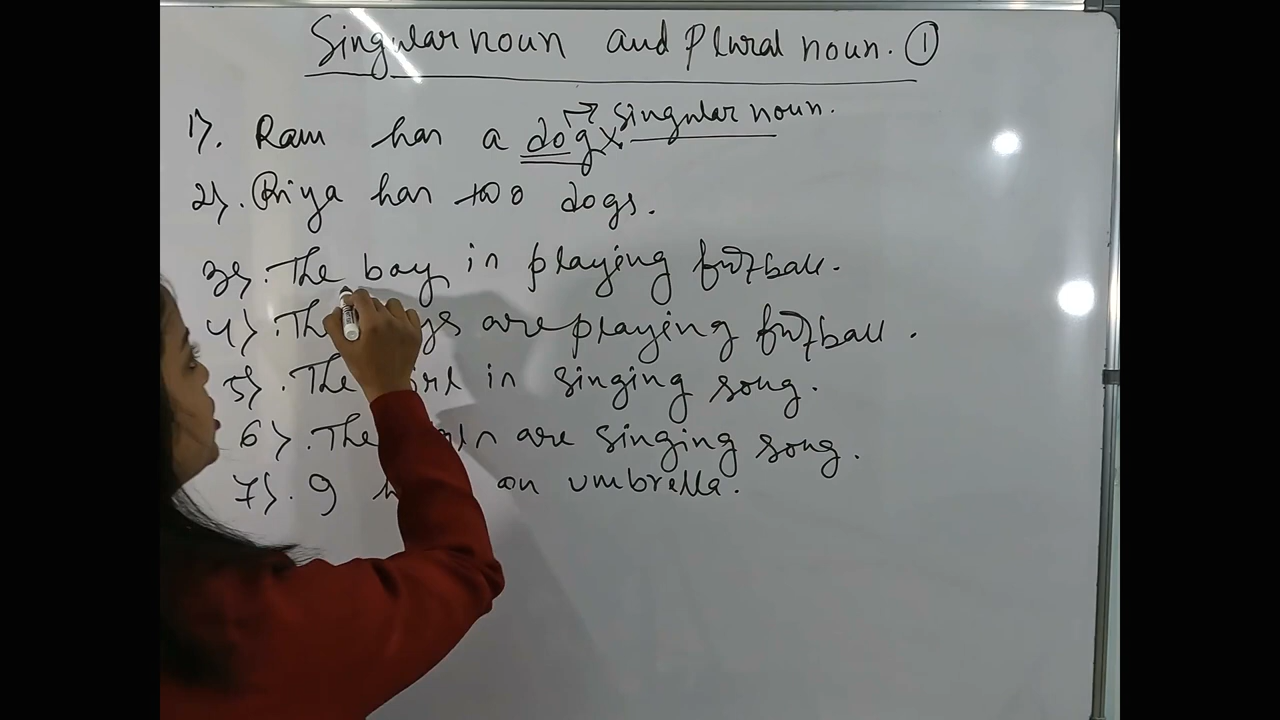 Singular noun and Plural noun. ①
1). Ram has a dog. → singular noun.
2). Priya has two dogs.
3). The boy is playing football.
4). The are playing football.
5). The is singing song.
6). The are singing song.
7). I an umbrella.